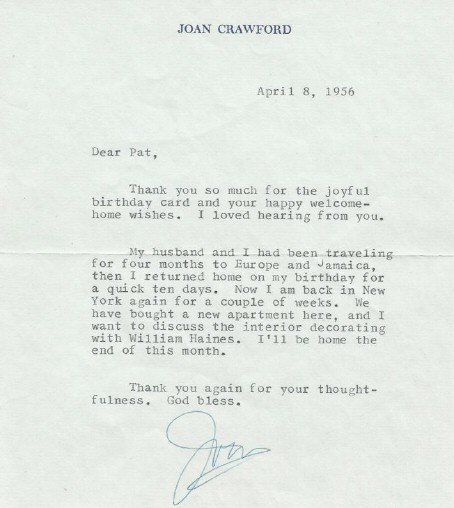 JOAN CRAWFORD
April 8, 1956
Dear Pat,
Thank you so much for the joyful
birthday card and your happy welcome-
home wishes. I loved hearing from you.
My husband and I had been traveling
for four months to Europe and Jamaica,
then I returned home on my birthday for
a quick ten days. Now I am back in New
York again for a couple of weeks. We
have bought a new apartment here, and I
want to discuss the interior decorating
with William Haines. I'll be home the
end of this month.
Thank you again for your thought-
fulness. God bless.
Joan